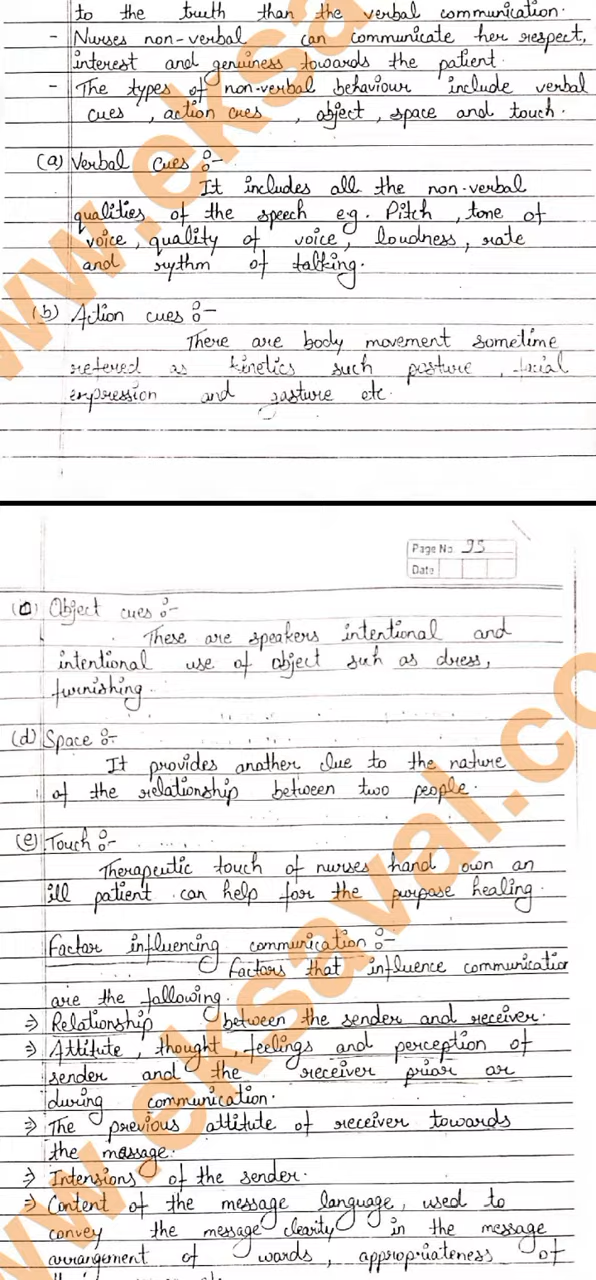 to the truth than the verbal communication.
- Nurses non-verbal can communicate her respect,
interest and genuiness towards the patient.
- The types of non-verbal behaviour include verbal
cues, action cues, object, space and touch.
(a) Verbal cues :-
It includes all the non-verbal
qualities of the speech e.g. Pitch, tone of
voice, quality of voice, loudness, rate
and rythm of talking.
(b) Action cues :-
There are body movement sometime
refered as kinetics such posture, facial
expression and gasture etc.
Page No 95
Date
Object cues :-
These are speakers intentional and
intentional use of object such as dress,
furnishing.
(d) Space :-
It provides another clue to the nature
of the relationship between two people.
(e) Touch :-
Therapeutic touch of nurses hand own an
ill patient can help for the purpose healing.
Factor influencing communication :-
Factors that influence communication
are the following.
⇒ Relationship between the sender and receiver.
⇒ Attitute, thought, feelings and perception of
sender and the receiver priar or
during communication.
⇒ The previous attitute of receiver towards
the massage.
⇒ Intensions of the sender.
⇒ Content of the message language, used to
convey the message clearity in the message
arrangement of words, appropriateness of
www.eksaval.co